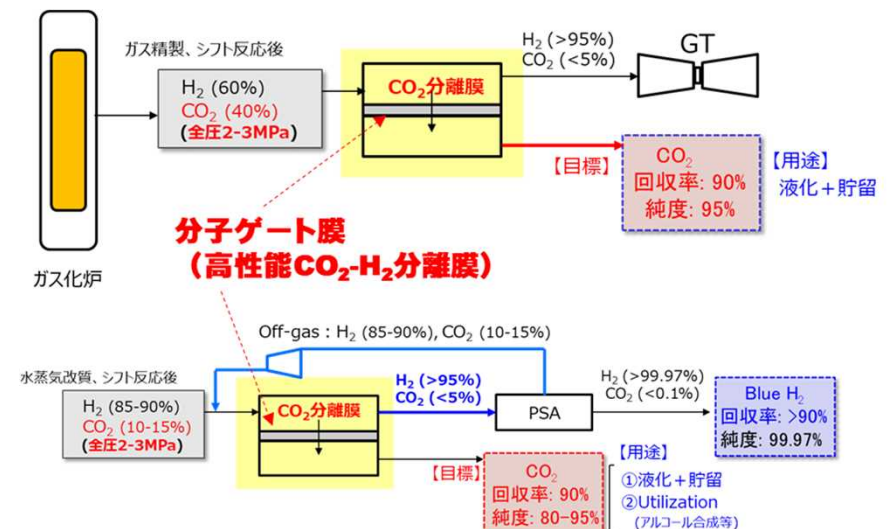 ガス精製、シフト反応後
H₂ (60%)
CO₂ (40%)
(全圧2-3MPa)
CO₂分離膜
H₂ (>95%)
CO₂ (<5%)
GT
【目標】
CO₂
回収率: 90%
純度: 95%
【用途】
液化+貯留
ガス化炉
分子ゲート膜
(高性能CO₂-H₂分離膜)
Off-gas : H₂ (85-90%), CO₂ (10-15%)
水蒸気改質、シフト反応後
H₂ (85-90%)
CO₂ (10-15%)
(全圧2-3MPa)
CO₂分離膜
H₂ (>95%)
CO₂ (<5%)
PSA
H₂ (>99.97%)
CO₂ (<0.1%)
Blue H₂
回収率: >90%
純度: 99.97%
【目標】
CO₂
回収率: 90%
純度: 80-95%
【用途】
①液化+貯留
②Utilization
(アルコール合成等)